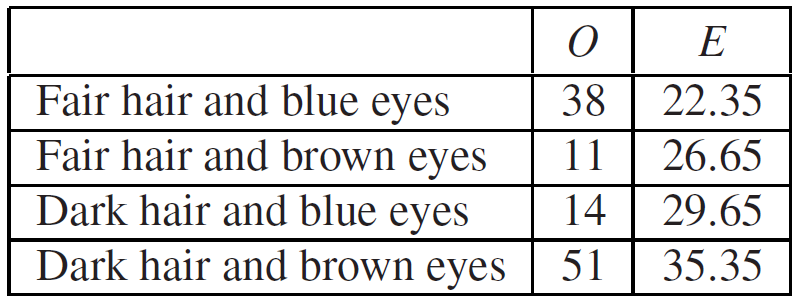 O E
Fair hair and blue eyes 38 22.35
Fair hair and brown eyes 11 26.65
Dark hair and blue eyes 14 29.65
Dark hair and brown eyes 51 35.35